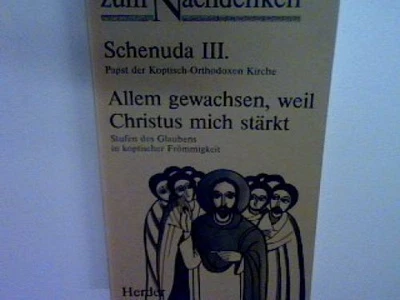 zum Nachdenken
Schenuda III.
Papst der Koptisch-Orthodoxen Kirche
Allem gewachsen, weil
Christus mich stärkt
Stufen des Glaubens
in koptischer Frömmigkeit
Herder